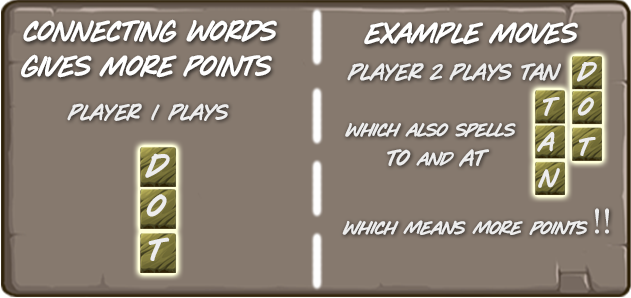 CONNECTING WORDS
GIVES MORE POINTS
PLAYER 1 PLAYS
D
O
T
EXAMPLE MOVES
PLAYER 2 PLAYS TAN
D
T O
A T
N
WHICH ALSO SPELLS
TO AND AT
WHICH MEANS MORE POINTS!!